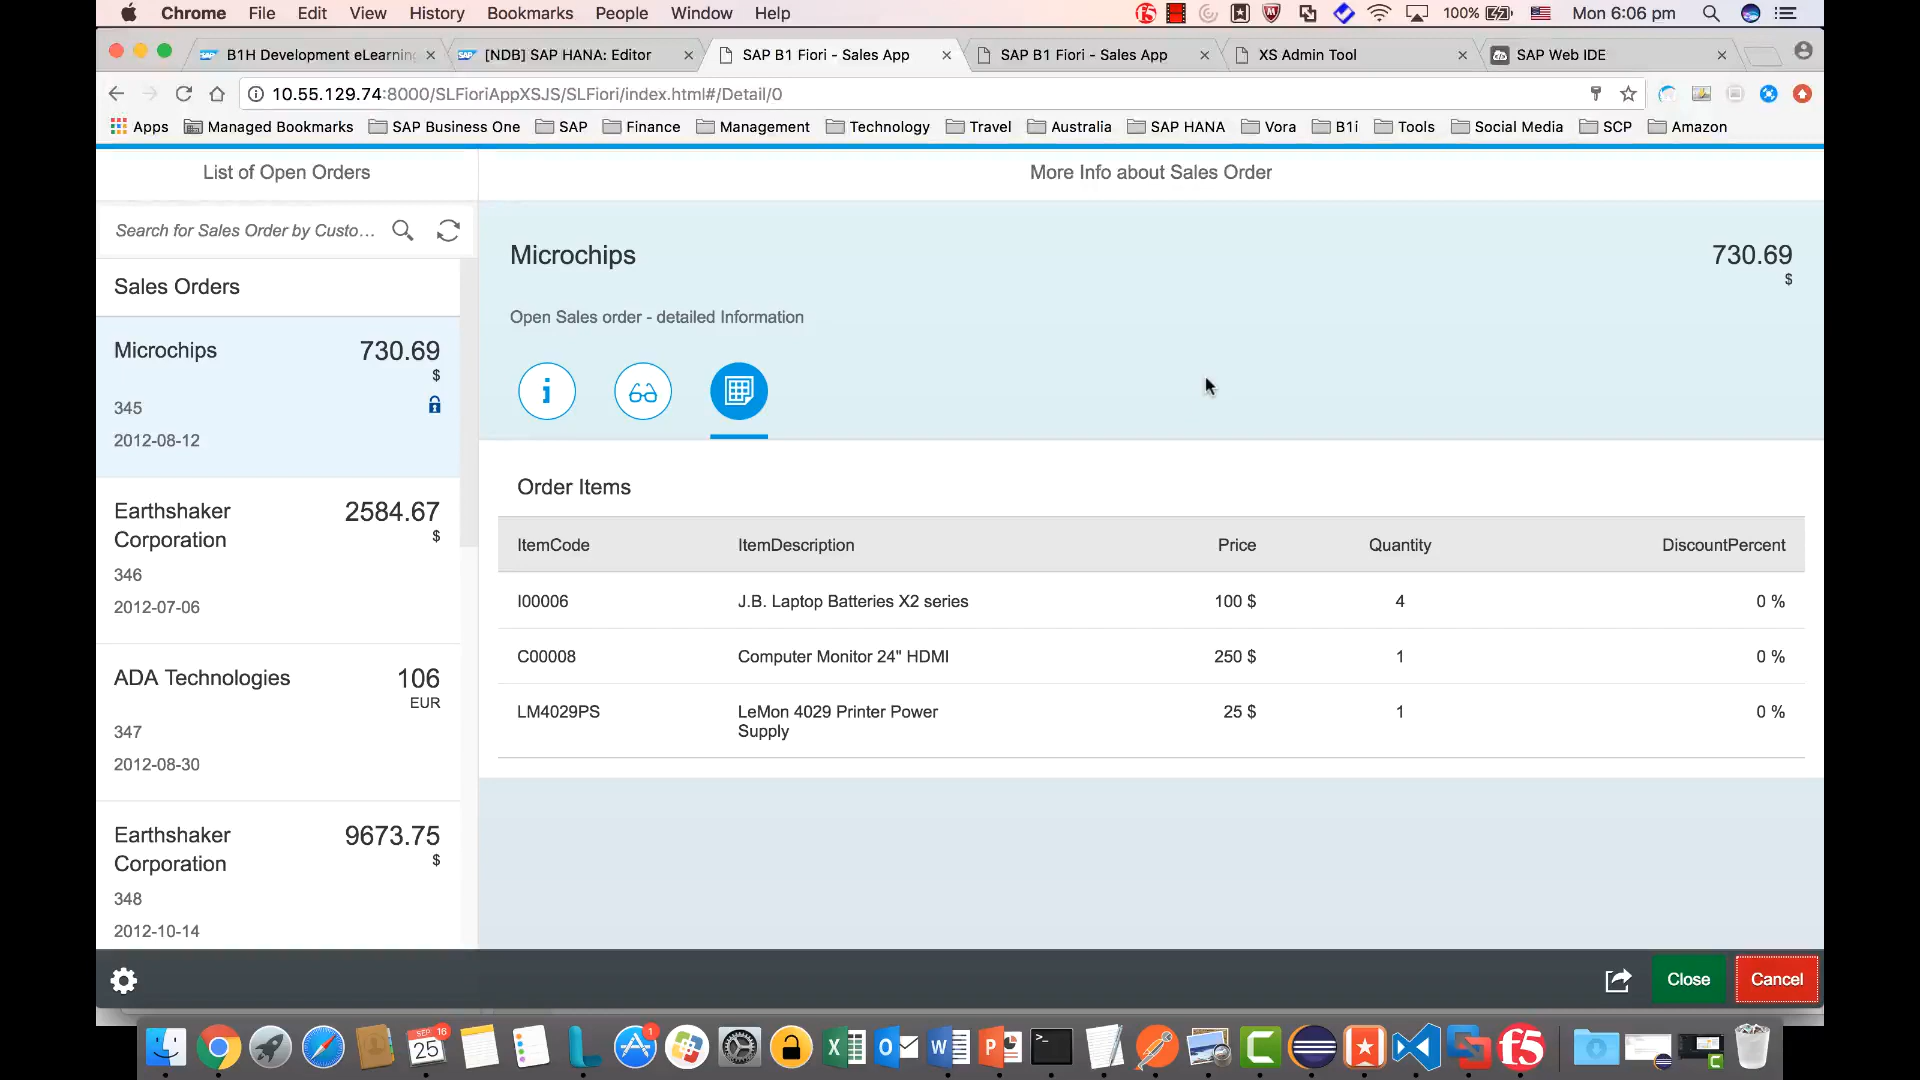 Chrome File Edit View History Bookmarks People Window Help
100% Mon 6:06 pm
B1H Development eLearning
[NDB] SAP HANA: Editor
SAP B1 Fiori - Sales App
SAP B1 Fiori - Sales App
XS Admin Tool
SAP Web IDE
10.55.129.74:8000/SLFioriAppXSJS/SLFiori/index.html#/Detail/0
Apps Managed Bookmarks SAP Business One SAP Finance Management Technology Travel Australia SAP HANA Vora B1i Tools Social Media SCP Amazon
List of Open Orders
More Info about Sales Order
Search for Sales Order by Custo...
Sales Orders
Microchips 730.69
$
345
2012-08-12
Earthshaker Corporation 2584.67
$
346
2012-07-06
ADA Technologies 106
EUR
347
2012-08-30
Earthshaker Corporation 9673.75
$
348
2012-10-14
Microchips 730.69
$
Open Sales order - detailed Information
Order Items
ItemCode ItemDescription Price Quantity DiscountPercent
I00006 J.B. Laptop Batteries X2 series 100 $ 4 0 %
C00008 Computer Monitor 24" HDMI 250 $ 1 0 %
LM4029PS LeMon 4029 Printer Power Supply 25 $ 1 0 %
Close
Cancel
SEP 16
25
1
f5